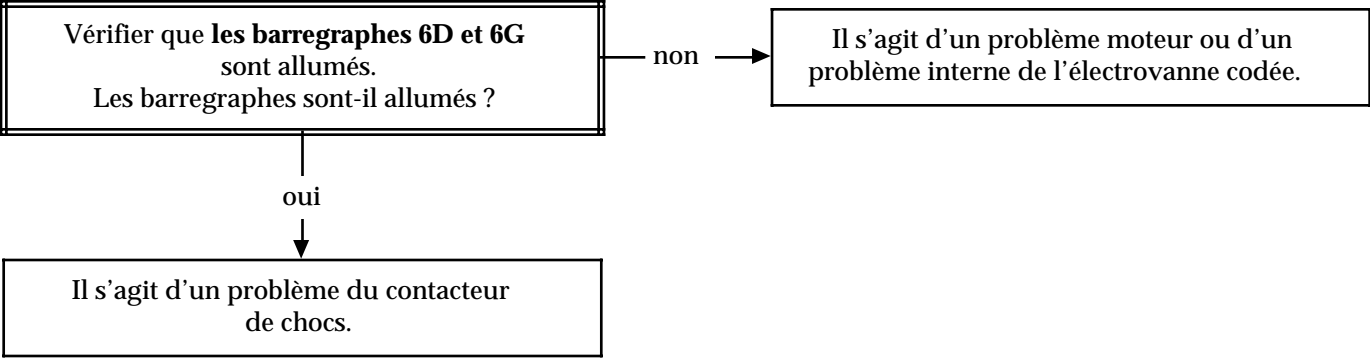 Vérifier que les barregraphes 6D et 6G
sont allumés.
Les barregraphes sont-il allumés ?
non
Il s’agit d’un problème moteur ou d’un
problème interne de l’électrovanne codée.
oui
Il s’agit d’un problème du contacteur
de chocs.